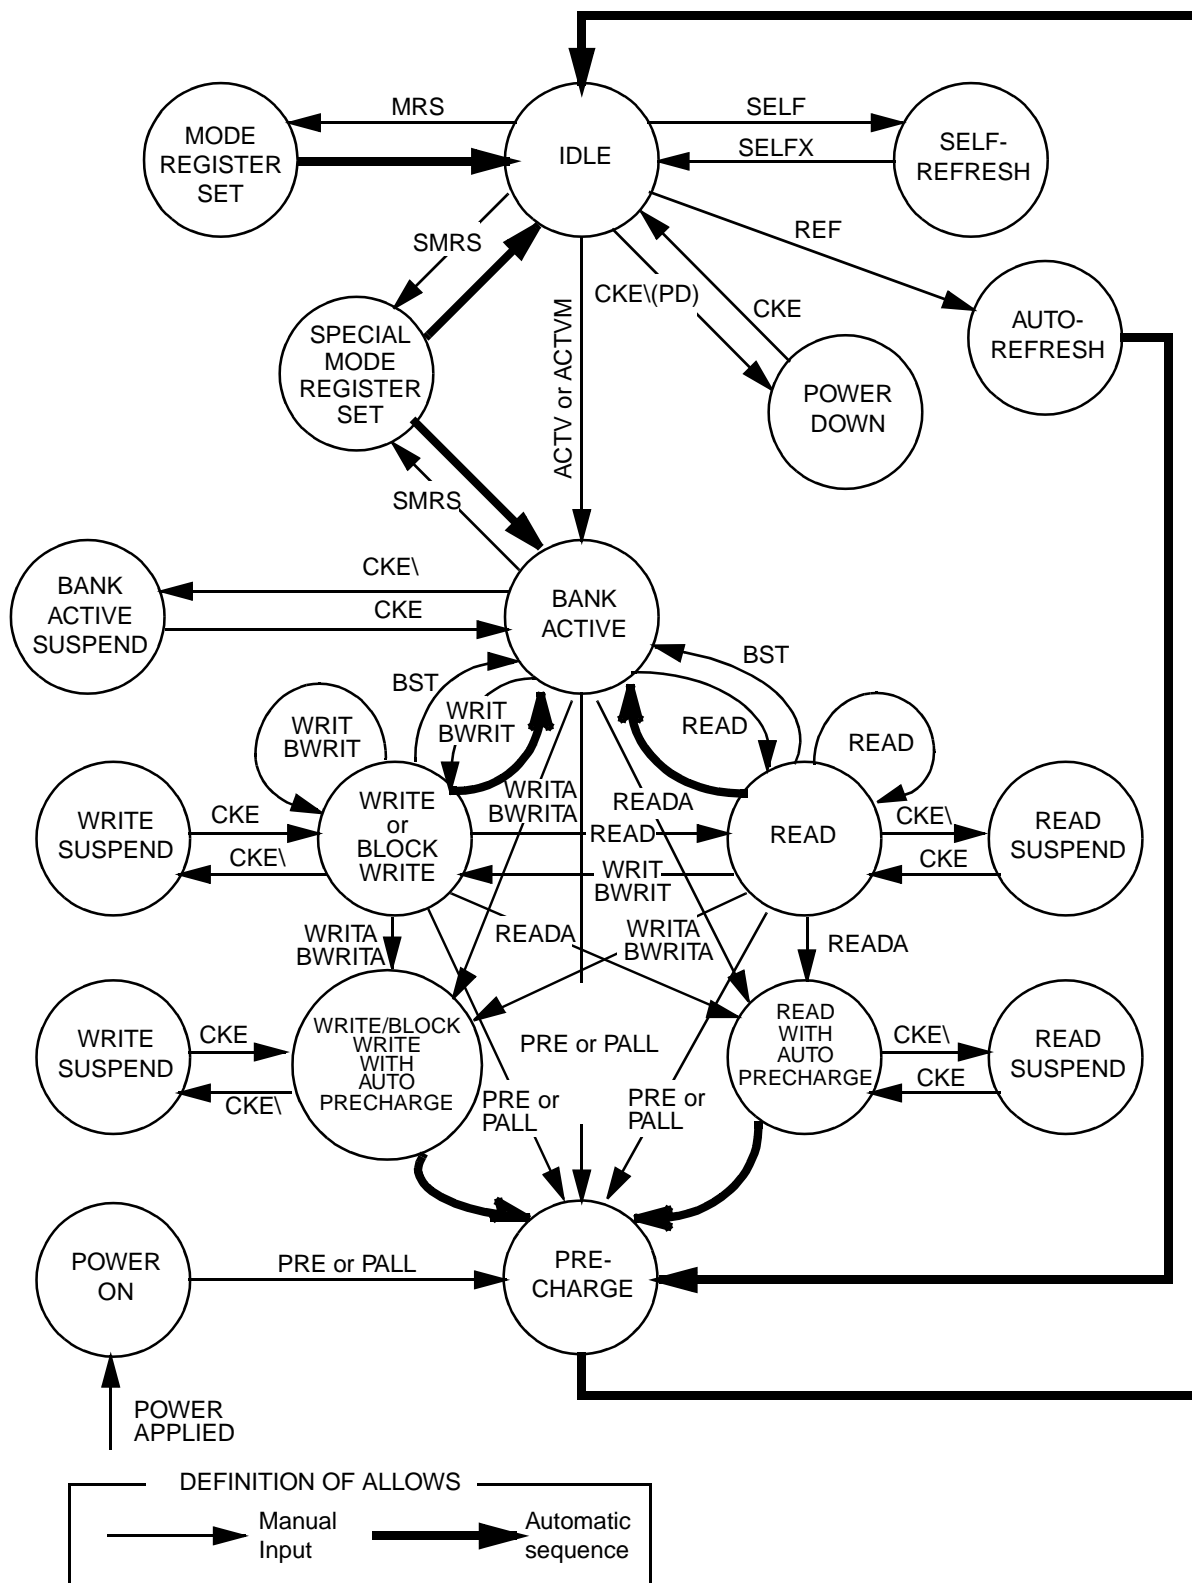 MRS
SELF
MODE
REGISTER
SET
IDLE
SELFX
SELF-
REFRESH
SMRS
REF
CKE\(PD)
CKE
ACTV or ACTVM
SPECIAL
MODE
REGISTER
SET
AUTO-
REFRESH
POWER
DOWN
SMRS
CKE\
BANK
ACTIVE
SUSPEND
CKE
BANK
ACTIVE
BST
BST
WRIT
BWRIT
WRIT
BWRIT
READ
READ
WRITA
BWRITA
READA
WRITE
SUSPEND
CKE
CKE\
WRITE
or
BLOCK
WRITE
READ
READ
CKE\
CKE
READ
SUSPEND
WRIT
BWRIT
WRITA
BWRITA
READA
WRITA
BWRITA
READA
WRITE
SUSPEND
CKE
CKE\
WRITE/BLOCK
WRITE
WITH
AUTO
PRECHARGE
PRE or PALL
READ
WITH
AUTO
PRECHARGE
CKE\
CKE
READ
SUSPEND
PRE or
PALL
PRE or
PALL
POWER
ON
PRE or PALL
PRE-
CHARGE
POWER
APPLIED
DEFINITION OF ALLOWS
Manual
Input
Automatic
sequence